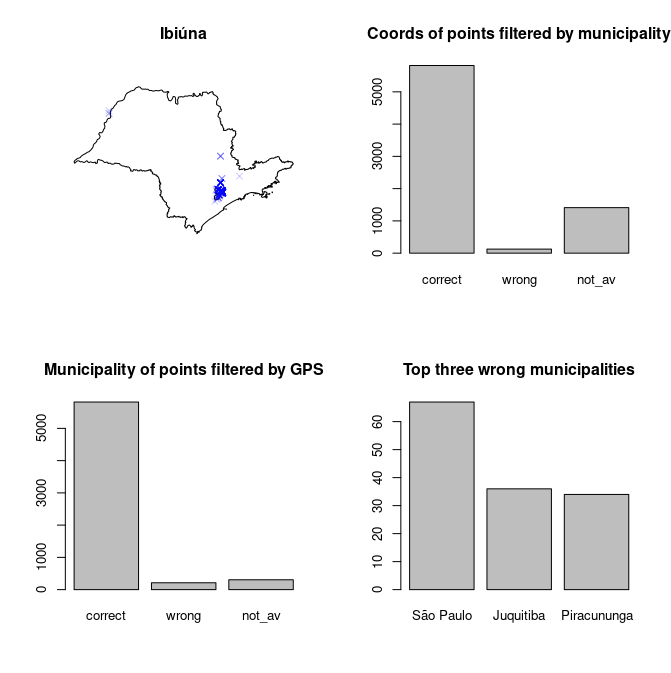 Ibiúna
Coords of points filtered by municipality
5000
3000
1000
0
correct wrong not_av
Municipality of points filtered by GPS
5000
3000
1000
0
correct wrong not_av
Top three wrong municipalities
60
50
40
30
20
10
0
São Paulo Juquitiba Piracununga